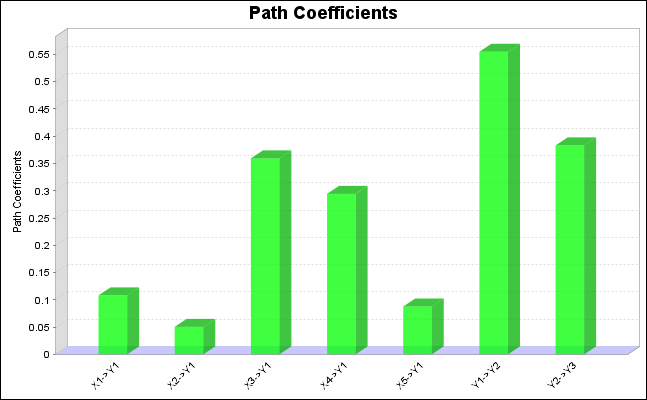 Path Coefficients
Path Coefficients
0.55
0.5
0.45
0.4
0.35
0.3
0.25
0.2
0.15
0.1
0.05
0
X1->Y1
X2->Y1
X3->Y1
X4->Y1
X5->Y1
Y1->Y2
Y2->Y3